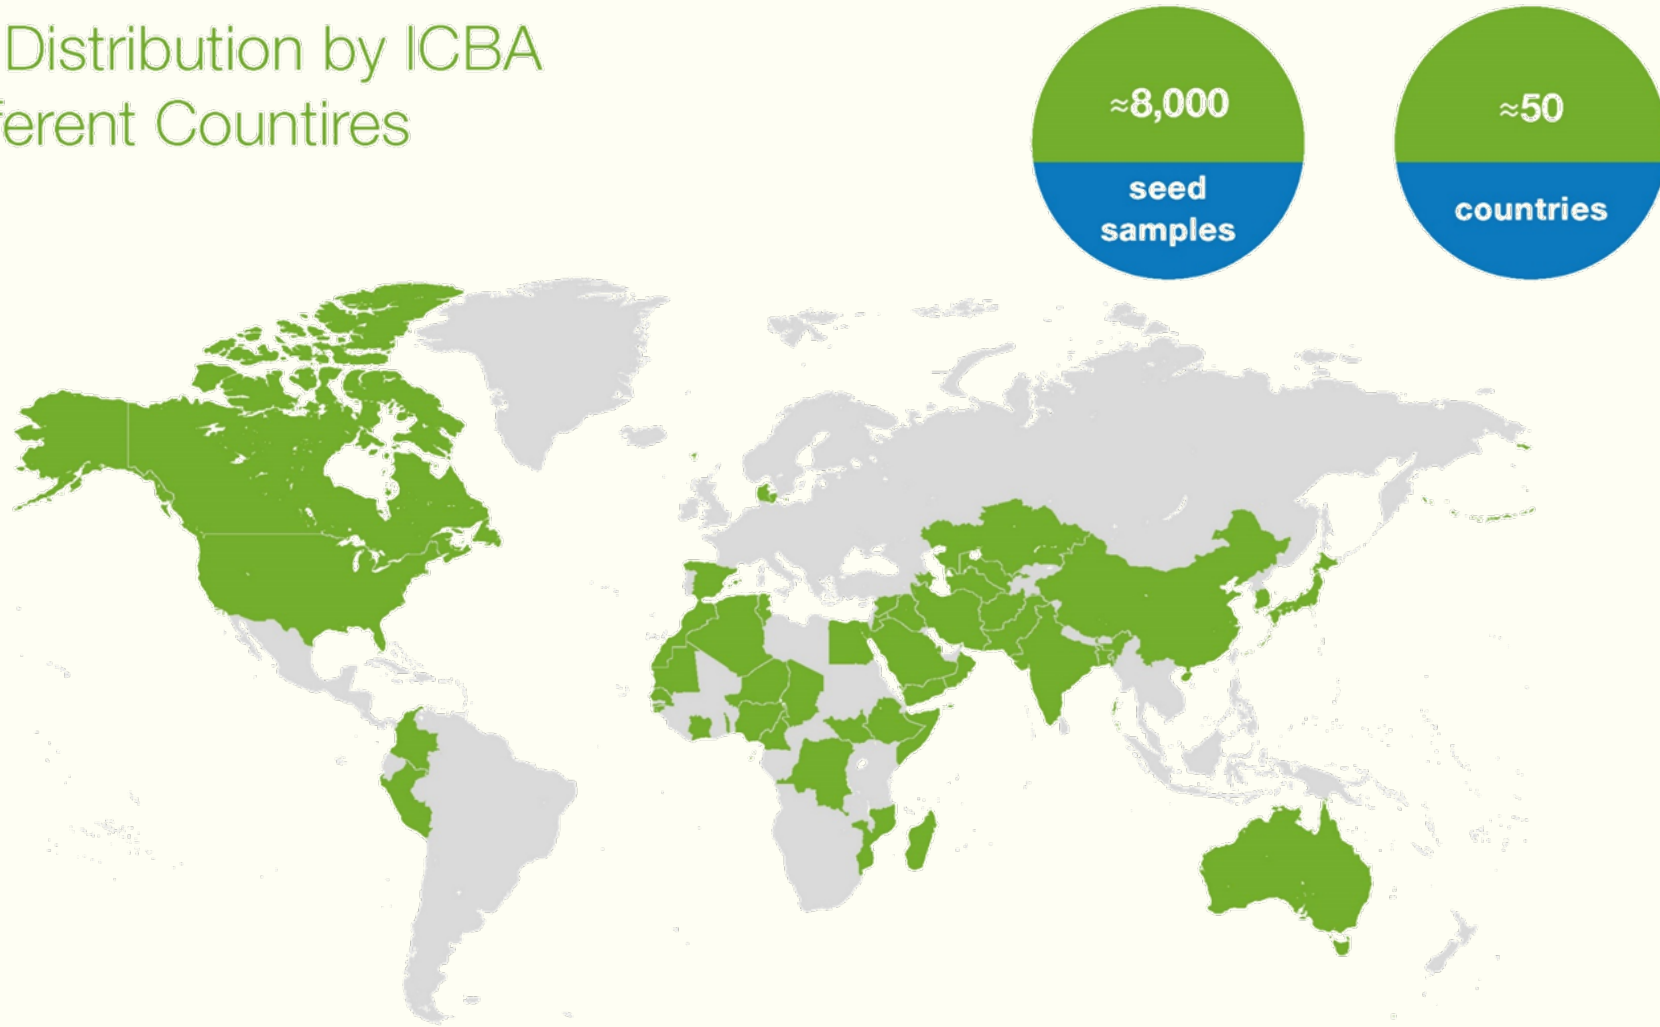 Distribution by ICBA
ferent Countires
≈8,000
seed
samples
≈50
countries